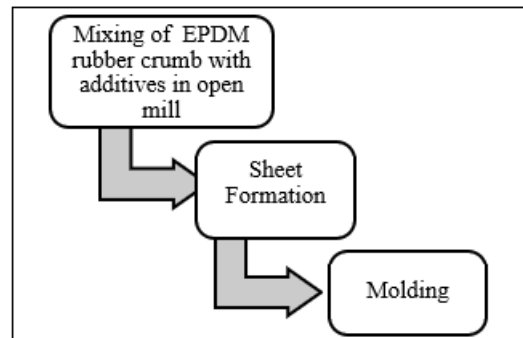 Mixing of EPDM
rubber crumb with
additives in open
mill
Sheet
Formation
Molding